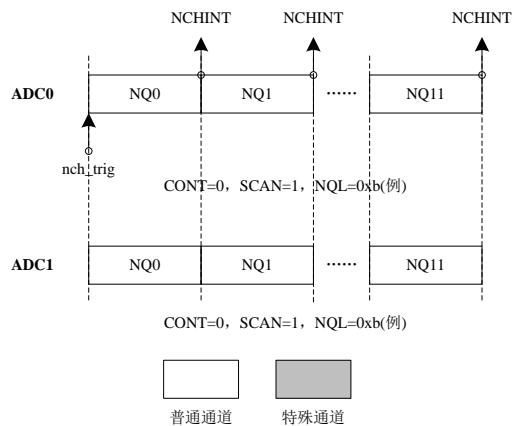 NCHINT NCHINT NCHINT
ADC0 NQ0 NQ1 …… NQ11
nch_trig
CONT=0，SCAN=1，NQL=0xb(例)
ADC1 NQ0 NQ1 …… NQ11
CONT=0，SCAN=1，NQL=0xb(例)
普通通道 特殊通道